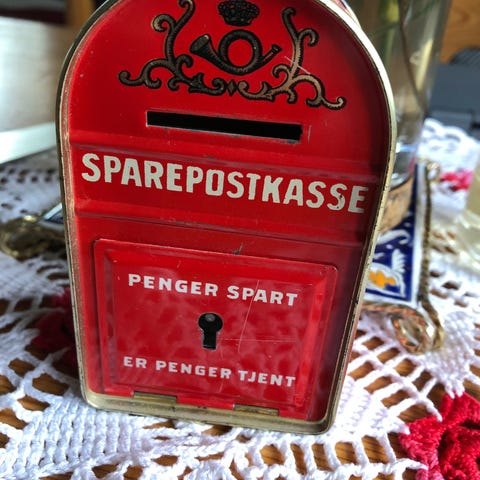 SPAREPOSTKASSE
PENGER SPART
ER PENGER TJENT